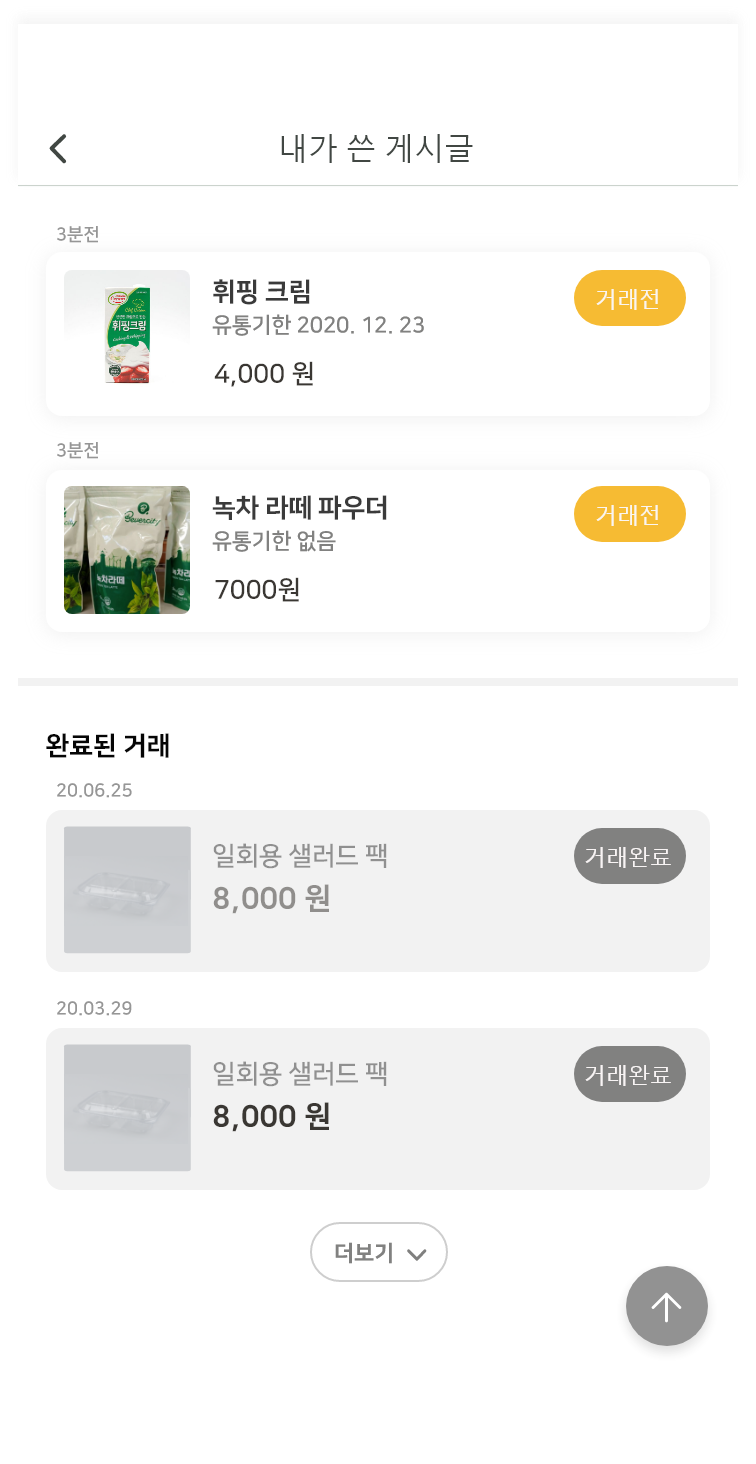 내가 쓴 게시글
3분전
휘핑 크림
거래전
유통기한 2020. 12. 23
4,000 원
휘핑크림
3분전
녹차 라떼 파우더
거래전
유통기한 없음
7000원
녹차라떼
완료된 거래
20.06.25
일회용 샐러드 팩
거래완료
8,000 원
20.03.29
일회용 샐러드 팩
거래완료
8,000 원
더보기